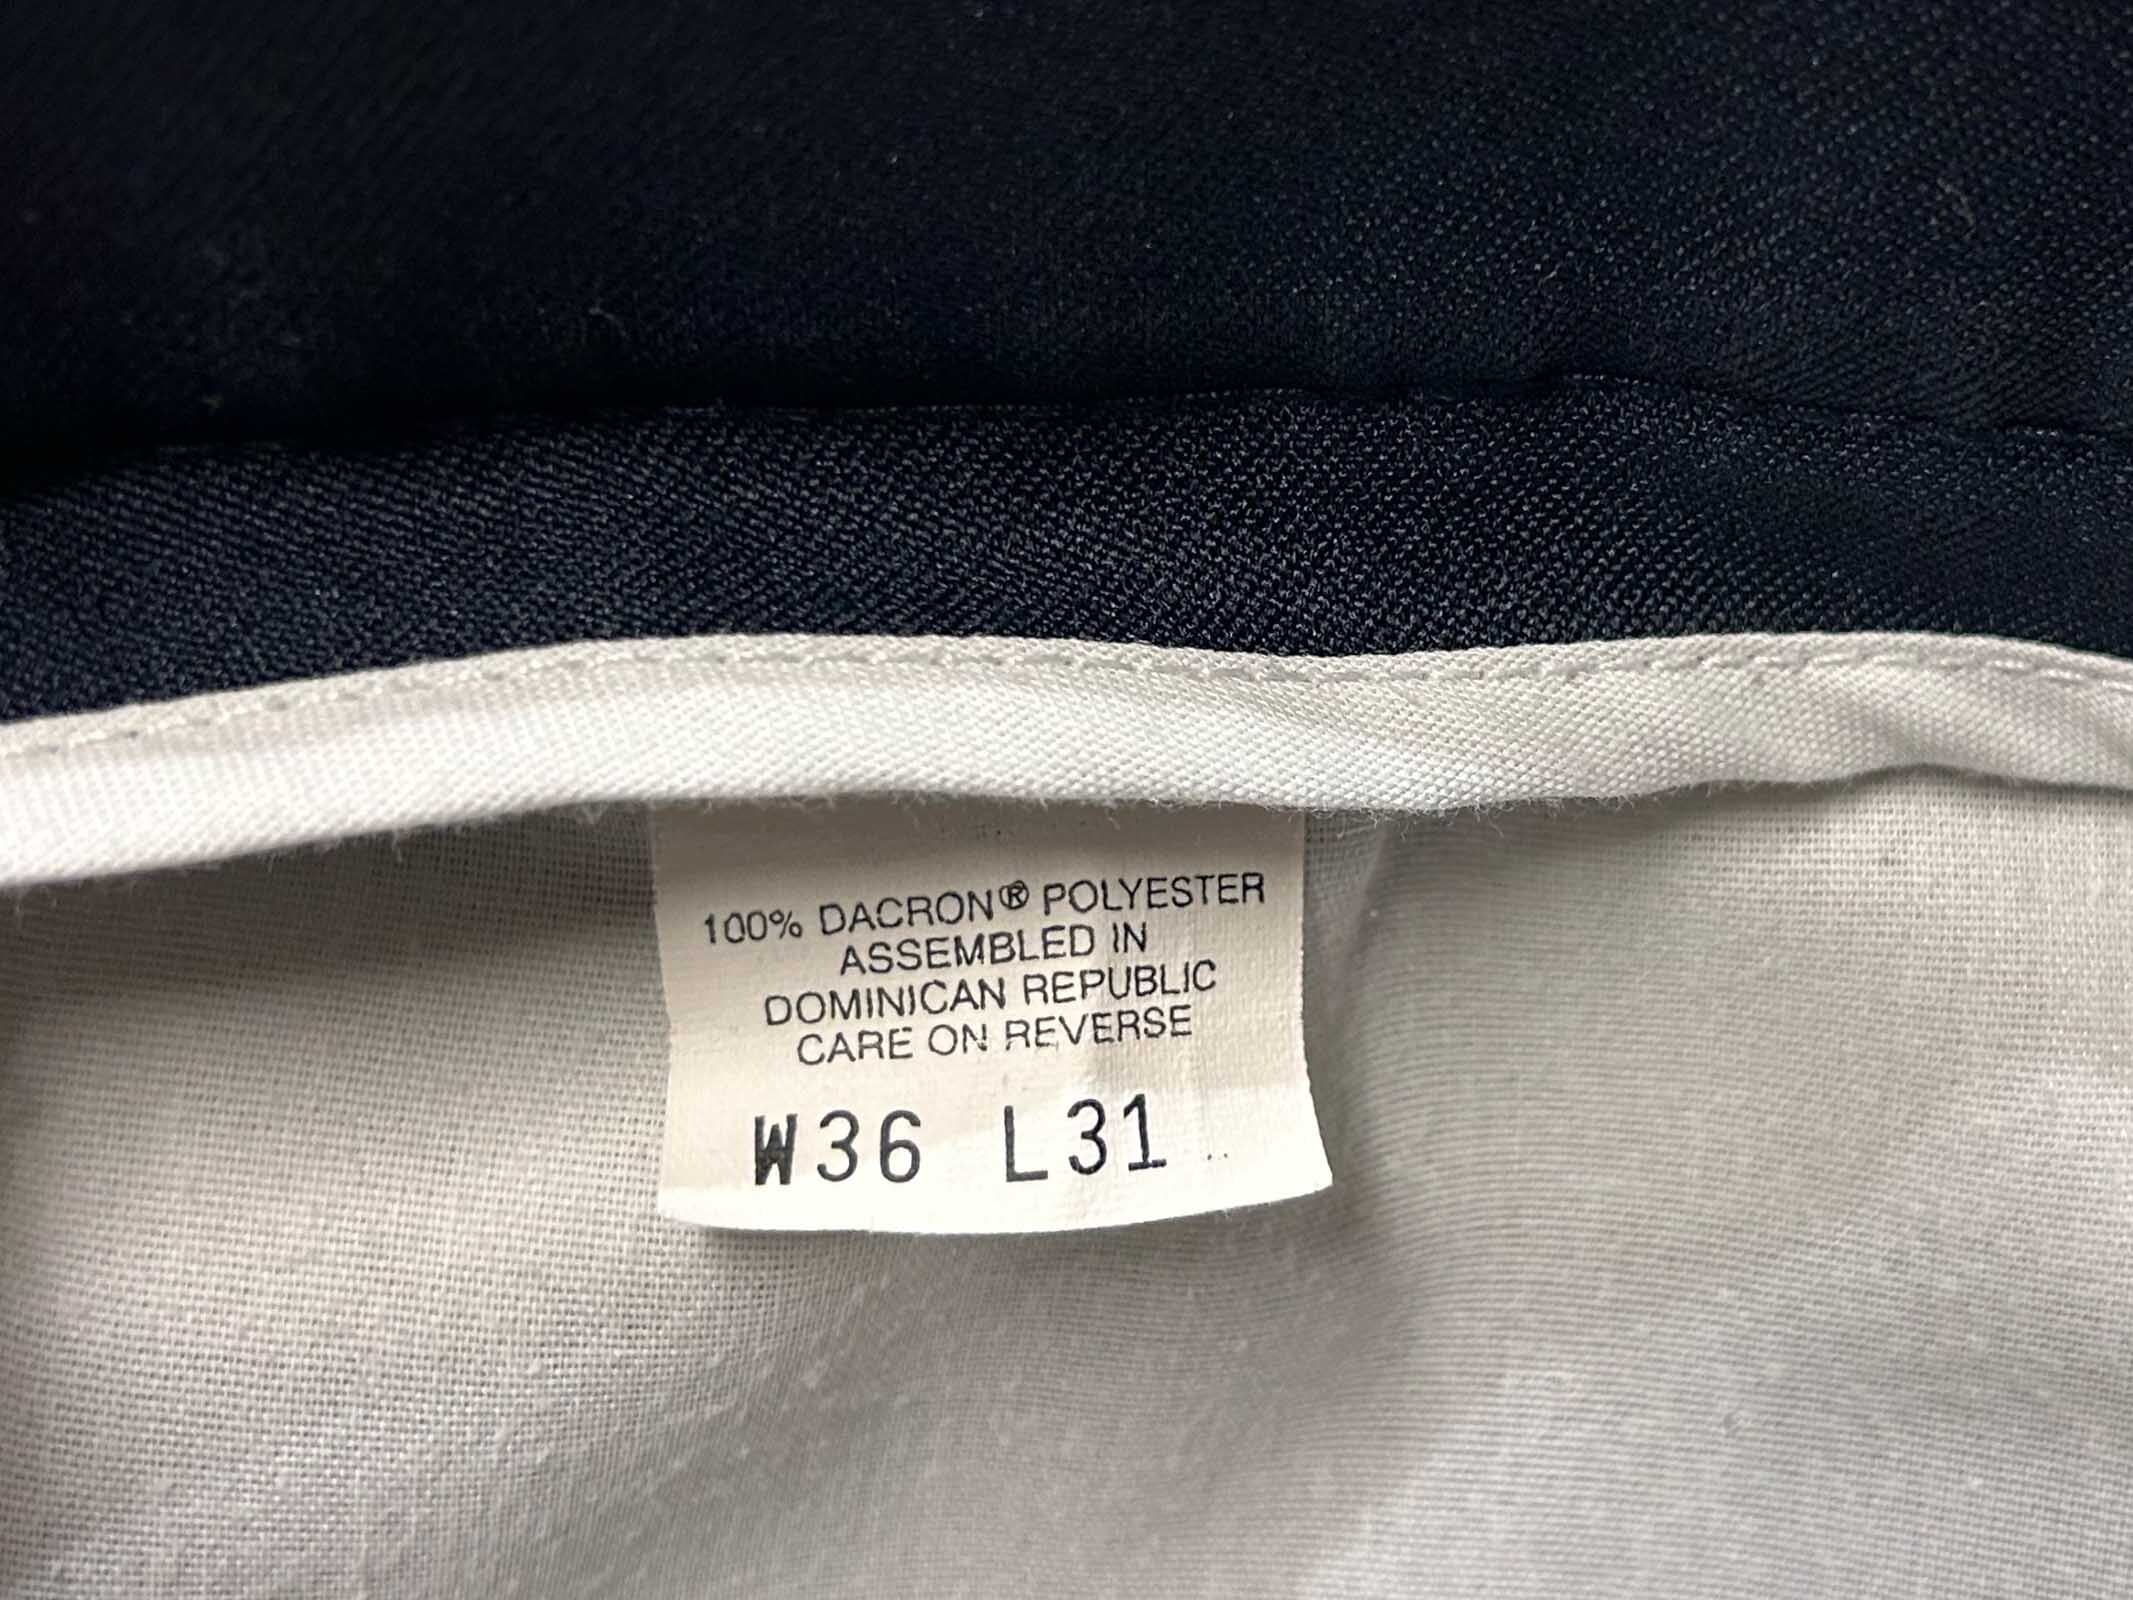 100% DACRON® POLYESTER
ASSEMBLED IN
DOMINICAN REPUBLIC
CARE ON REVERSE
W36 L31